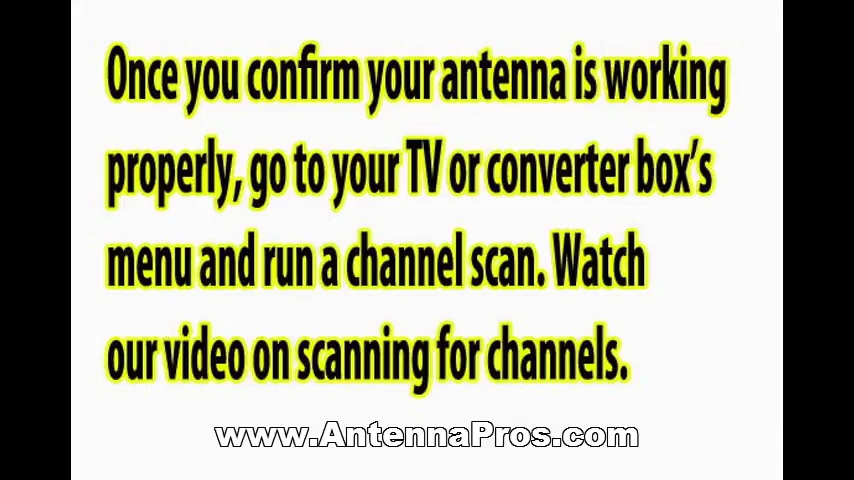 Once you confirm your antenna is working
properly, go to your TV or converter box’s
menu and run a channel scan. Watch
our video on scanning for channels.
www.AntennaPros.com